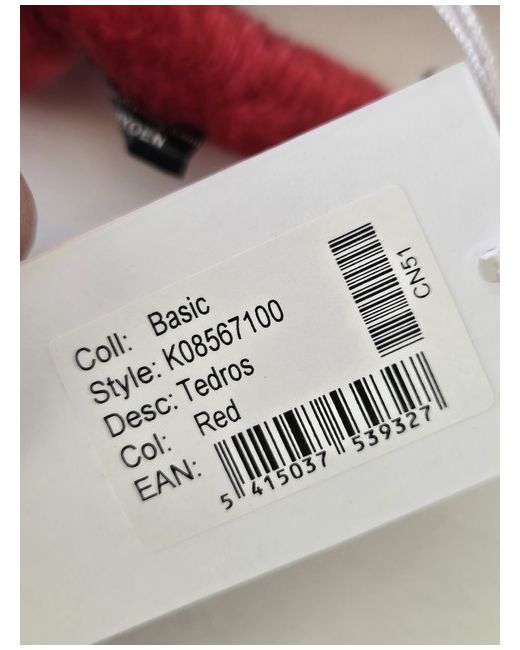 Coll: Basic
Style: K08567100
Desc: Tedros
Col: Red
EAN:
5 415037 539327
CN51